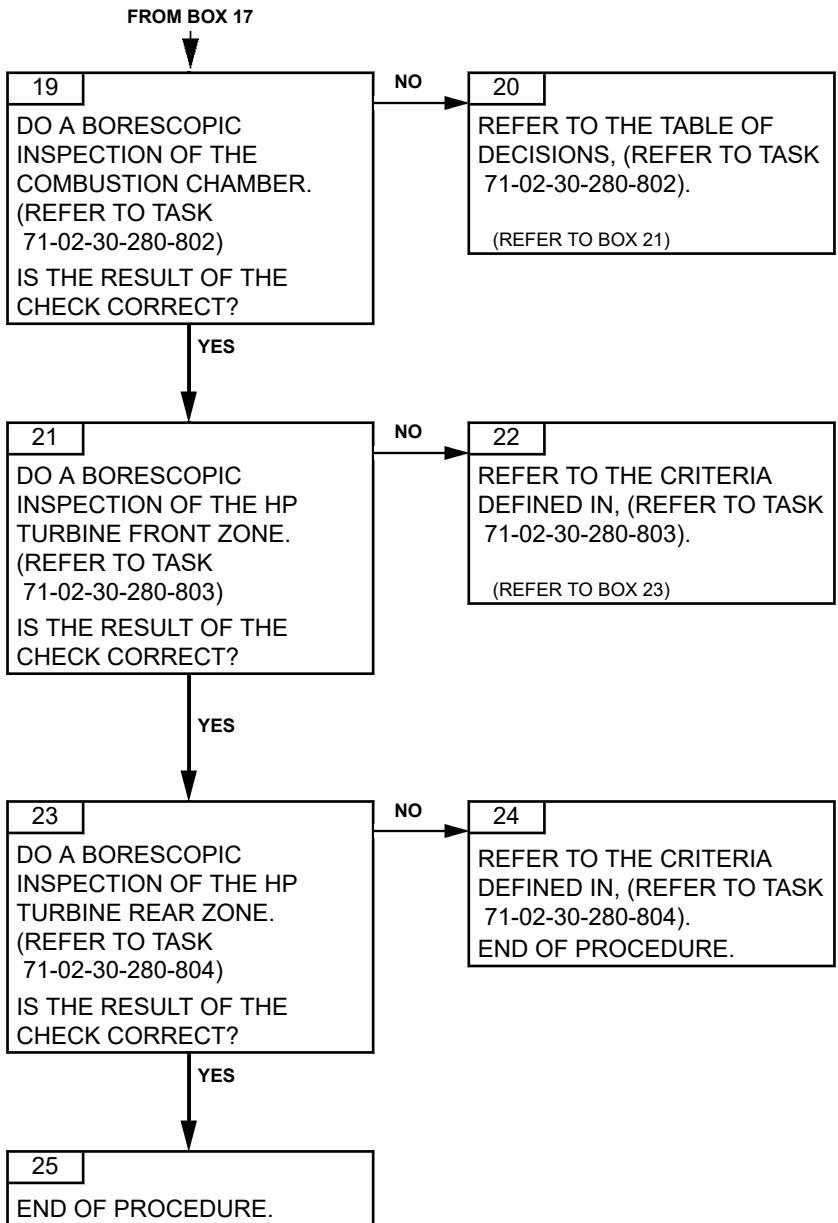 FROM BOX 17
19
DO A BORESCOPIC
INSPECTION OF THE
COMBUSTION CHAMBER.
(REFER TO TASK
71-02-30-280-802)
IS THE RESULT OF THE
CHECK CORRECT?
NO
20
REFER TO THE TABLE OF
DECISIONS, (REFER TO TASK
71-02-30-280-802).
(REFER TO BOX 21)
YES
21
DO A BORESCOPIC
INSPECTION OF THE HP
TURBINE FRONT ZONE.
(REFER TO TASK
71-02-30-280-803)
IS THE RESULT OF THE
CHECK CORRECT?
NO
22
REFER TO THE CRITERIA
DEFINED IN, (REFER TO TASK
71-02-30-280-803).
(REFER TO BOX 23)
YES
23
DO A BORESCOPIC
INSPECTION OF THE HP
TURBINE REAR ZONE.
(REFER TO TASK
71-02-30-280-804)
IS THE RESULT OF THE
CHECK CORRECT?
NO
24
REFER TO THE CRITERIA
DEFINED IN, (REFER TO TASK
71-02-30-280-804).
END OF PROCEDURE.
YES
25
END OF PROCEDURE.